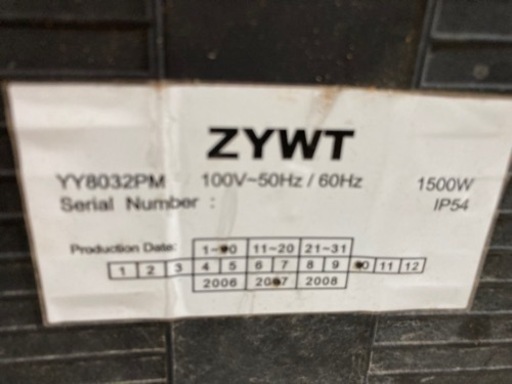 ZYWT
YY8032PM 100V~50Hz / 60Hz 1500W
Serial Number : IP54
Production Date: 1~10 11~20 21~31
1 2 3 4 5 6 7 8 9 10 11 12
2006 2007 2008